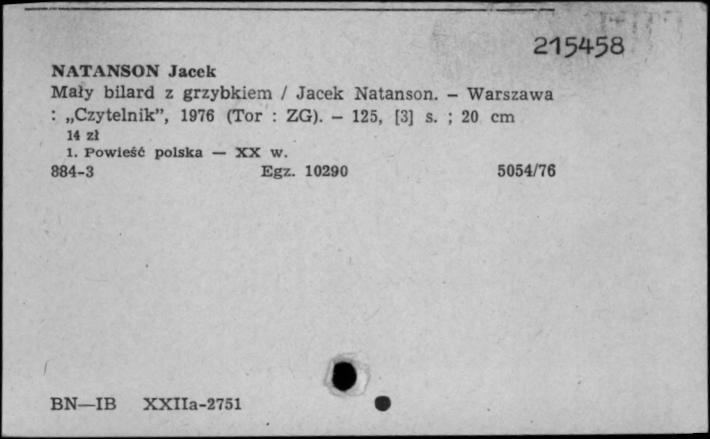 215458
NATANSON Jacek
Mały bilard z grzybkiem / Jacek Natanson. – Warszawa
: „Czytelnik”, 1976 (Tor : ZG). – 125, [3] s. ; 20 cm
14 zł
1. Powieść polska — XX w.
884-3 Egz. 10290 5054/76
BN—IB XXIIa-2751